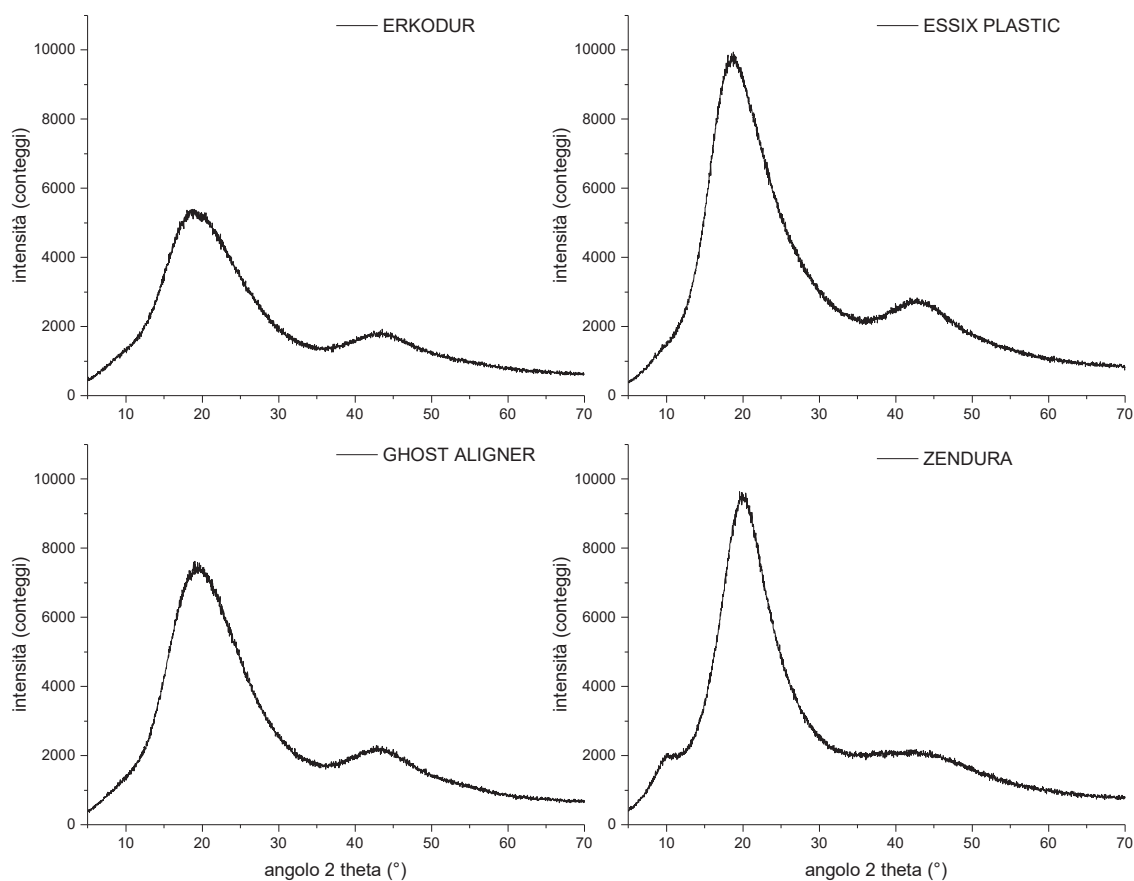 ERKODUR
10000
8000
6000
4000
2000
0
intensità (conteggi)
10 20 30 40 50 60 70
ESSIX PLASTIC
10000
8000
6000
4000
2000
0
intensità (conteggi)
10 20 30 40 50 60 70
GHOST ALIGNER
10000
8000
6000
4000
2000
0
intensità (conteggi)
10 20 30 40 50 60 70
angolo 2 theta (°)
ZENDURA
10000
8000
6000
4000
2000
0
intensità (conteggi)
10 20 30 40 50 60 70
angolo 2 theta (°)